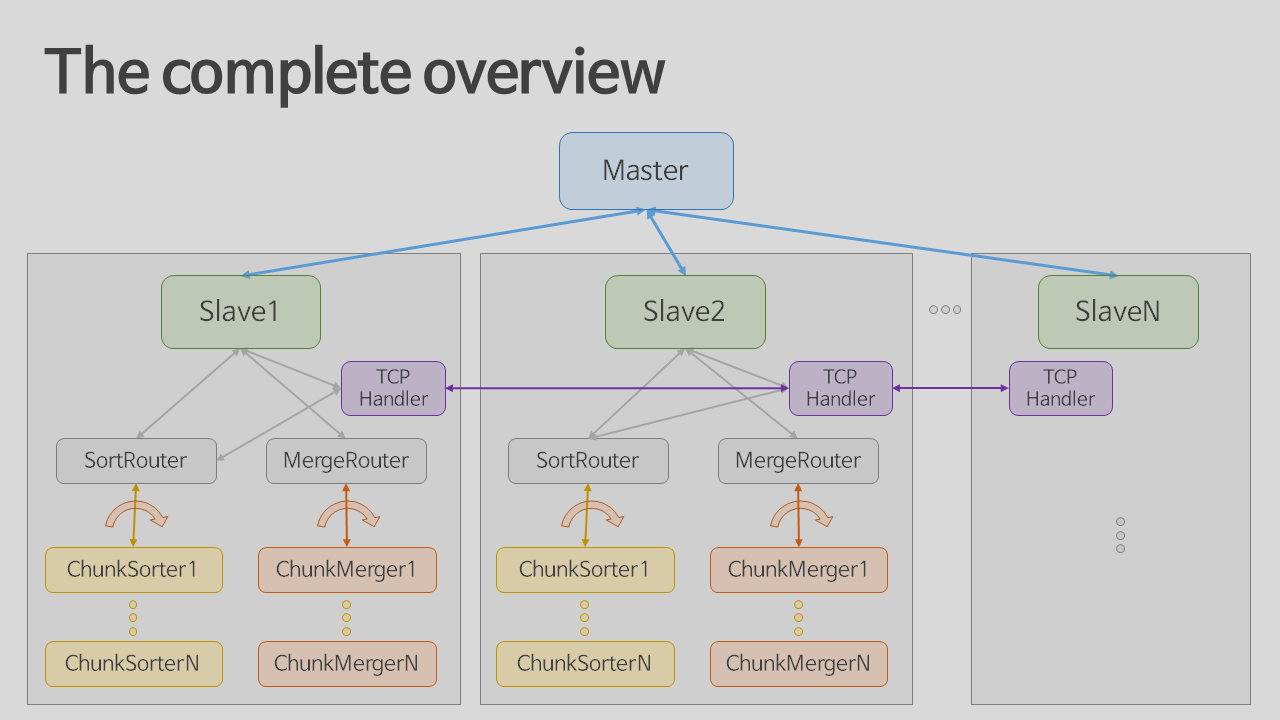 The complete overview
Master
Slave1
Slave2
SlaveN
TCP
Handler
TCP
Handler
TCP
Handler
SortRouter
MergeRouter
SortRouter
MergeRouter
ChunkSorter1
ChunkMerger1
ChunkSorter1
ChunkMerger1
ChunkSorterN
ChunkMergerN
ChunkSorterN
ChunkMergerN